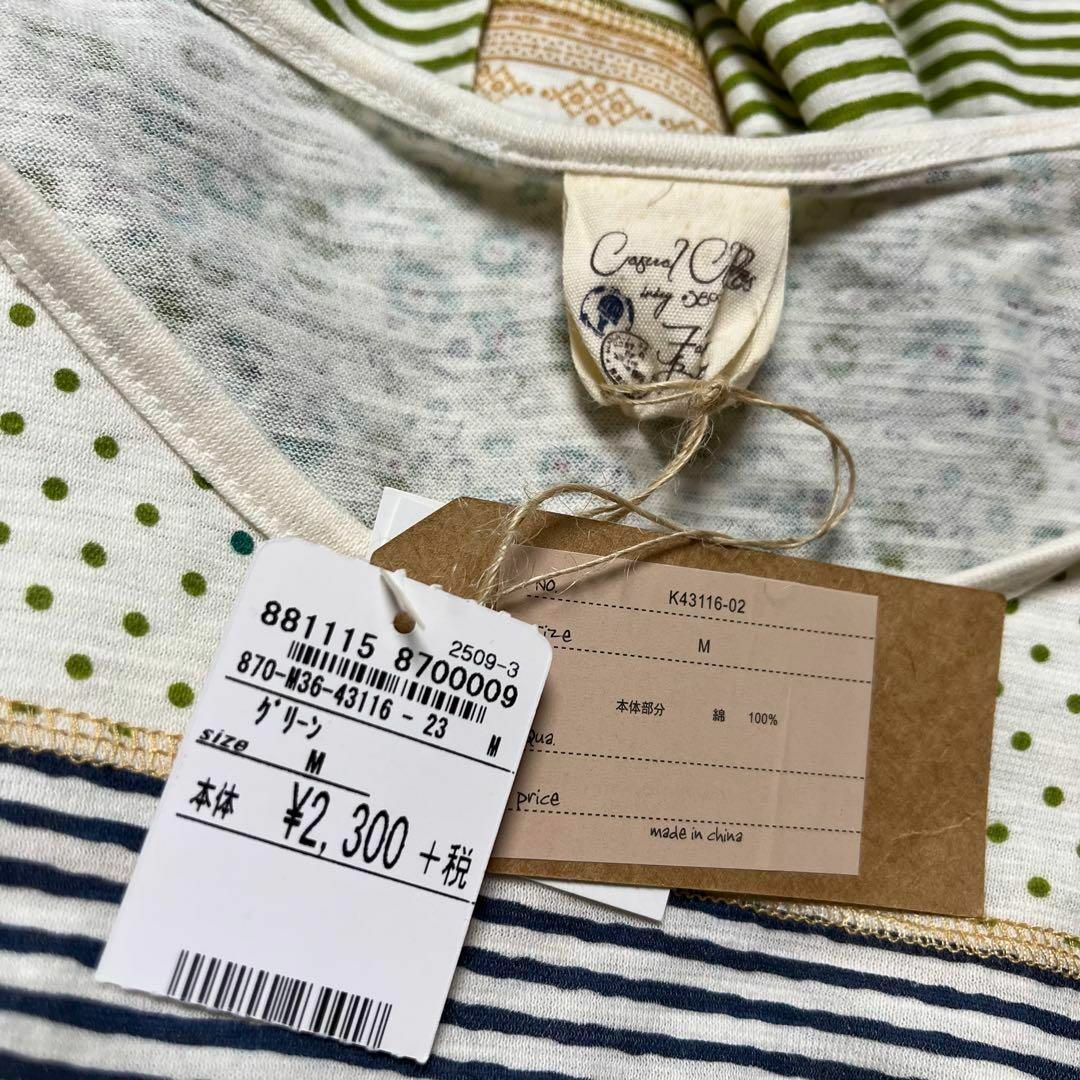 Casual
881115 8700009
2509-3
870-M36-43116 - 23 M
グリーン
size M
本体 ¥2,300 +税
No. K43116-02
size M
本体部分 綿 100%
Qua.
price
made in china